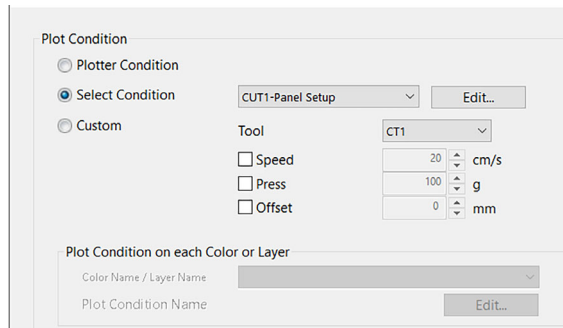 Plot Condition
Plotter Condition
Select Condition CUT1-Panel Setup Edit...
Custom Tool CT1
Speed 20 cm/s
Press 100 g
Offset 0 mm
Plot Condition on each Color or Layer
Color Name / Layer Name
Plot Condition Name Edit...